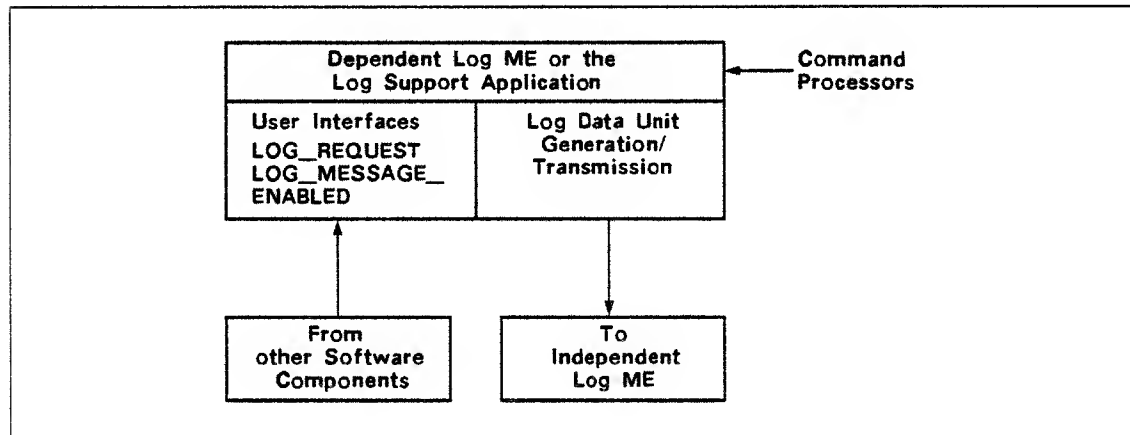 Dependent Log ME or the
Log Support Application
Command
Processors
User Interfaces
LOG_REQUEST
LOG_MESSAGE_
ENABLED
Log Data Unit
Generation/
Transmission
From
other Software
Components
To
Independent
Log ME